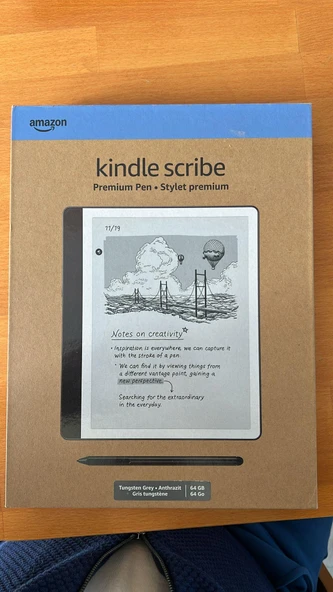 amazon
kindle scribe
Premium Pen • Stylet premium
11/19
Notes on creativity
• Inspiration is everywhere, we can capture it
with the stroke of a pen.
• We can find it by viewing things from
a different vantage point, gaining a
new perspective.
Searching for the extraordinary
in the everyday.
Tungsten Grey • Anthrazit
Gris tungstène
64 GB
64 Go